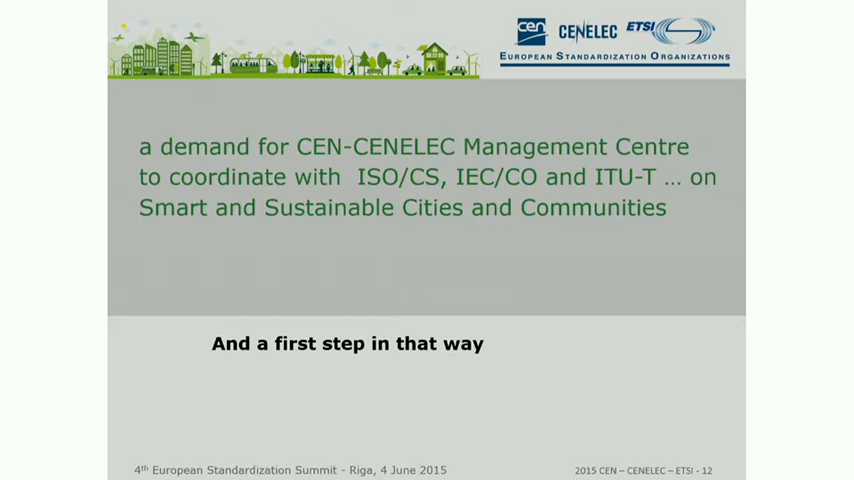 cen CENELEC ETSI
EUROPEAN STANDARDIZATION ORGANIZATIONS
a demand for CEN-CENELEC Management Centre
to coordinate with ISO/CS, IEC/CO and ITU-T ... on
Smart and Sustainable Cities and Communities
And a first step in that way
4th European Standardization Summit - Riga, 4 June 2015
2015 CEN – CENELEC – ETSI - 12